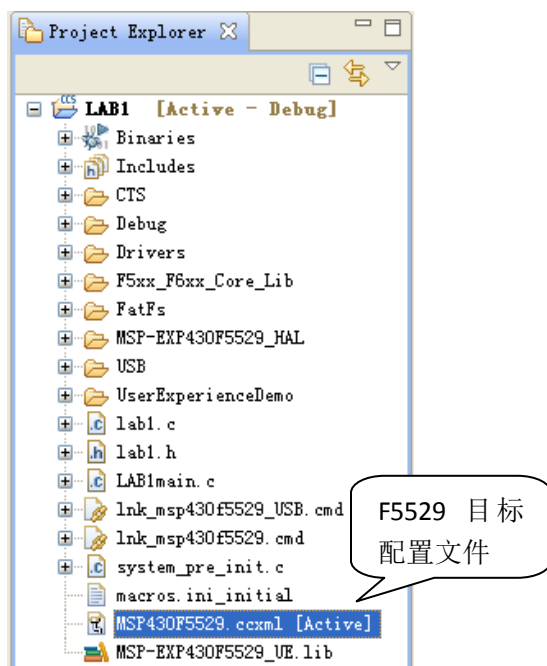 Project Explorer
LAB1 [Active - Debug]
Binaries
Includes
CTS
Debug
Drivers
F5xx_F6xx_Core_Lib
FatFs
MSP-EXP430F5529_HAL
USB
UserExperienceDemo
lab1.c
lab1.h
LAB1main.c
lnk_msp430f5529_USB.cmd
lnk_msp430f5529.cmd
system_pre_init.c
macros.ini_initial
MSP430F5529.ccxml [Active]
MSP-EXP430F5529_UE.lib
F5529 目标
配置文件